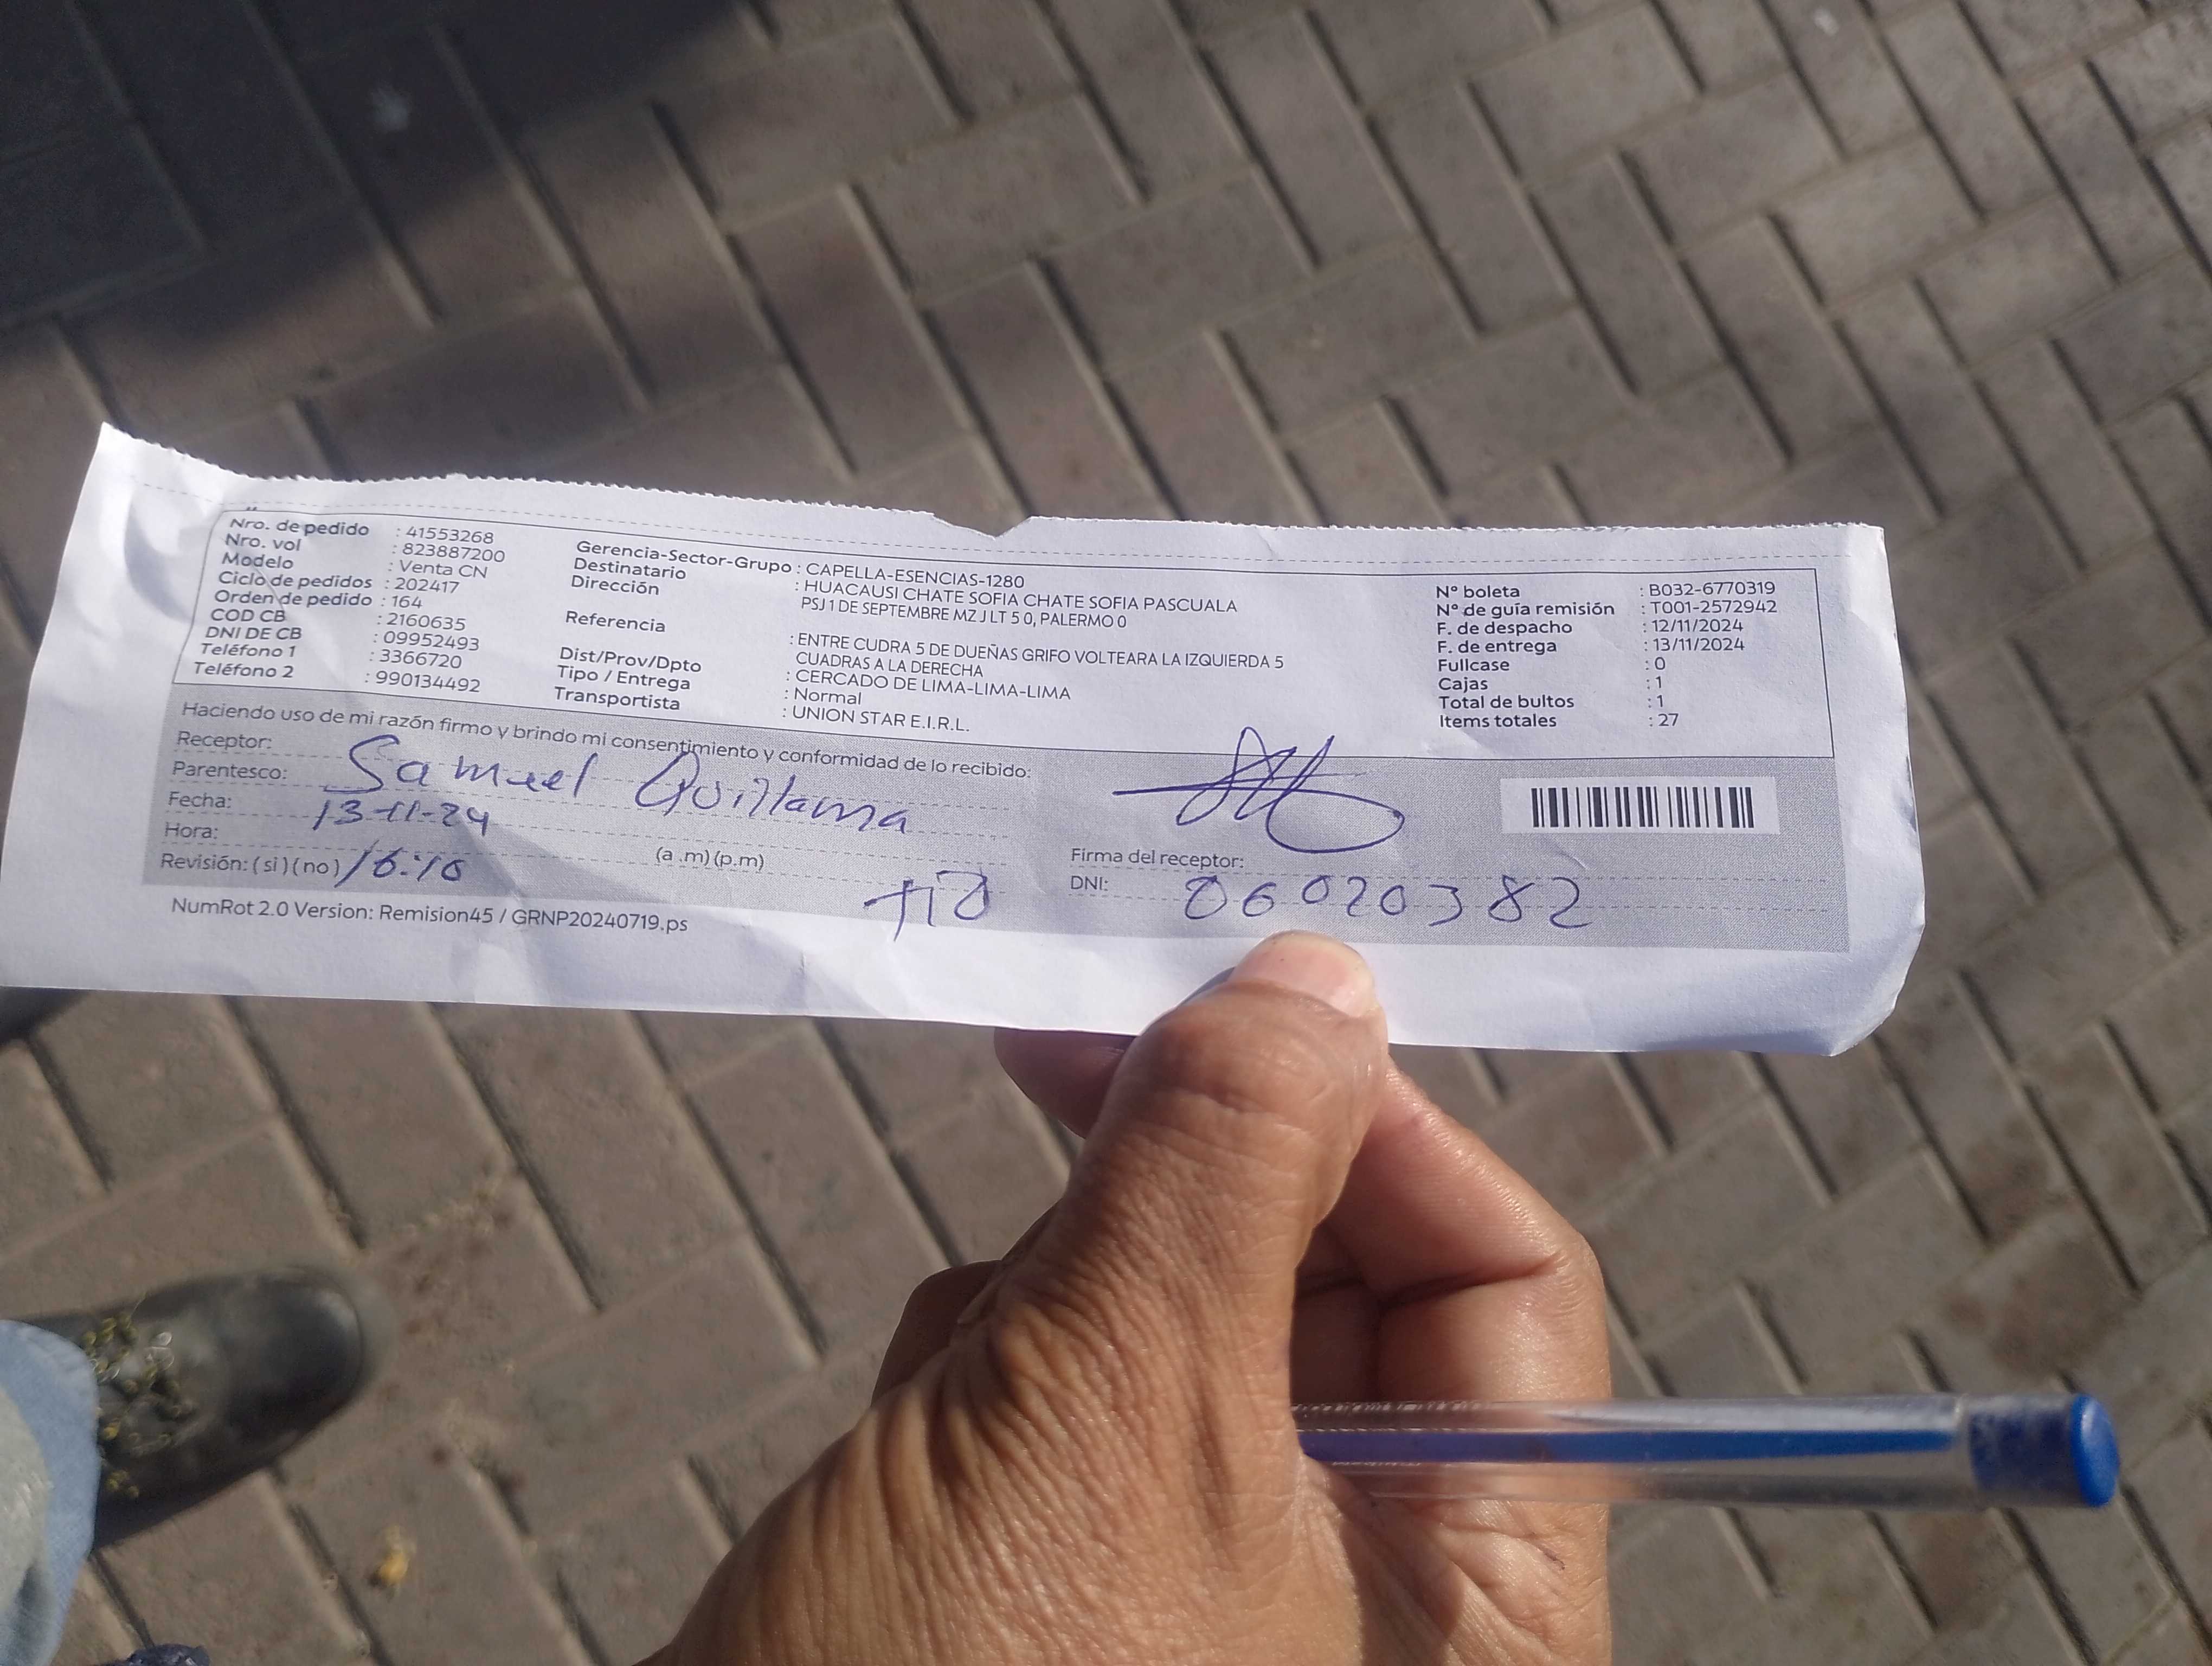 Nro. de pedido : 41553268
Nro. vol : 823887200
Modelo : Venta CN
Ciclo de pedidos : 202417
Orden de pedido : 164
COD CB : 2160635
DNI DE CB : 09952493
Teléfono 1 : 3366720
Teléfono 2 : 990134492
Gerencia-Sector-Grupo : CAPELLA-ESENCIAS-1280
Destinatario : HUACAUSI CHATE SOFIA CHATE SOFIA PASCUALA
Dirección PSJ 1 DE SEPTEMBRE MZ J LT 5 0, PALERMO 0
Referencia : ENTRE CUDRA 5 DE DUEÑAS GRIFO VOLTEARA LA IZQUIERDA 5
CUADRAS A LA DERECHA
Dist/Prov/Dpto : CERCADO DE LIMA-LIMA-LIMA
Tipo / Entrega : Normal
Transportista : UNION STAR E.I.R.L.
N° boleta : B032-6770319
N° de guía remisión : T001-2572942
F. de despacho : 12/11/2024
F. de entrega : 13/11/2024
Fullcase : 0
Cajas : 1
Total de bultos : 1
Items totales : 27
Haciendo uso de mi razón firmo y brindo mi consentimiento y conformidad de lo recibido:
Receptor: Samuel Quillama
Parentesco:
Fecha: 13-11-24
Hora: (a .m) (p.m)
Revisión: ( si ) ( no ) 16:10
tio
Firma del receptor:
DNI: 06020382
NumRot 2.0 Version: Remision45 / GRNP20240719.ps